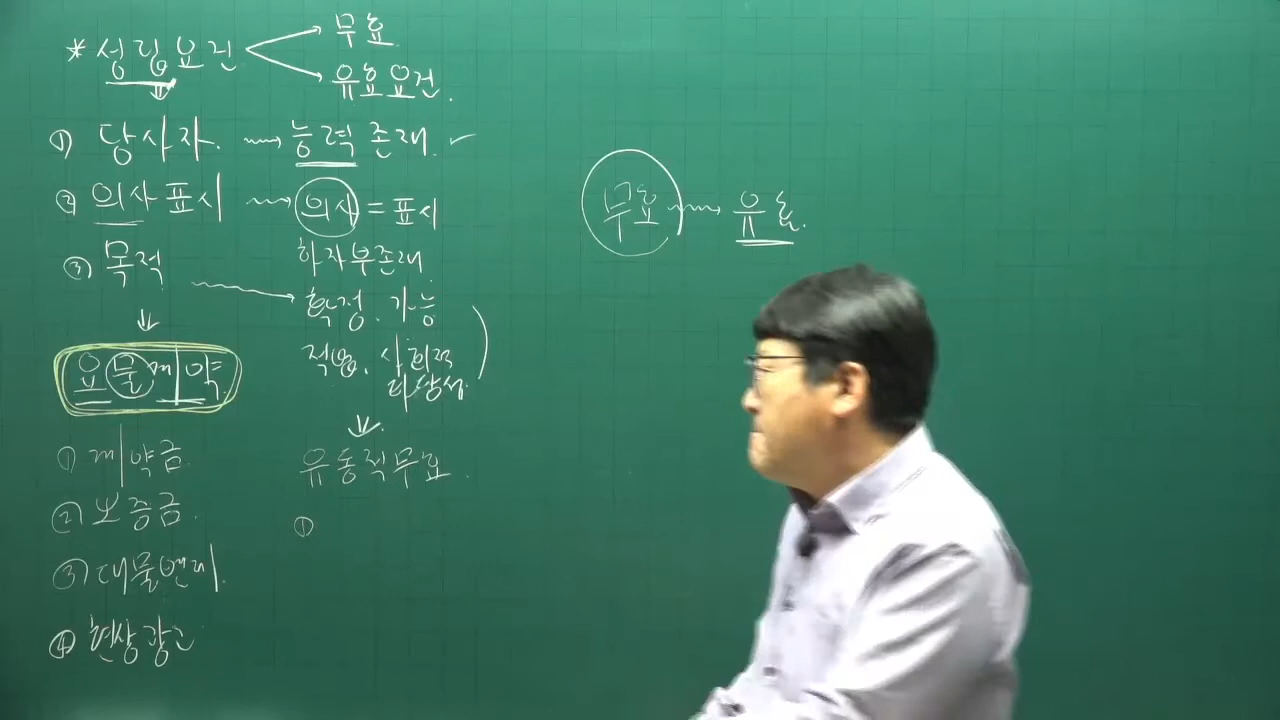 * 성립요건
무효.
유효요건.
① 당사자. 능력 존재.
② 의사표시 의사 = 표시
하자부존재
③ 목적 확정. 가능
적법. 사회적
타당성.
요물계약.
유동적무효.
① 계약금
② 보증금.
③ 대물변제.
④ 현상광고
①
무효 유효.